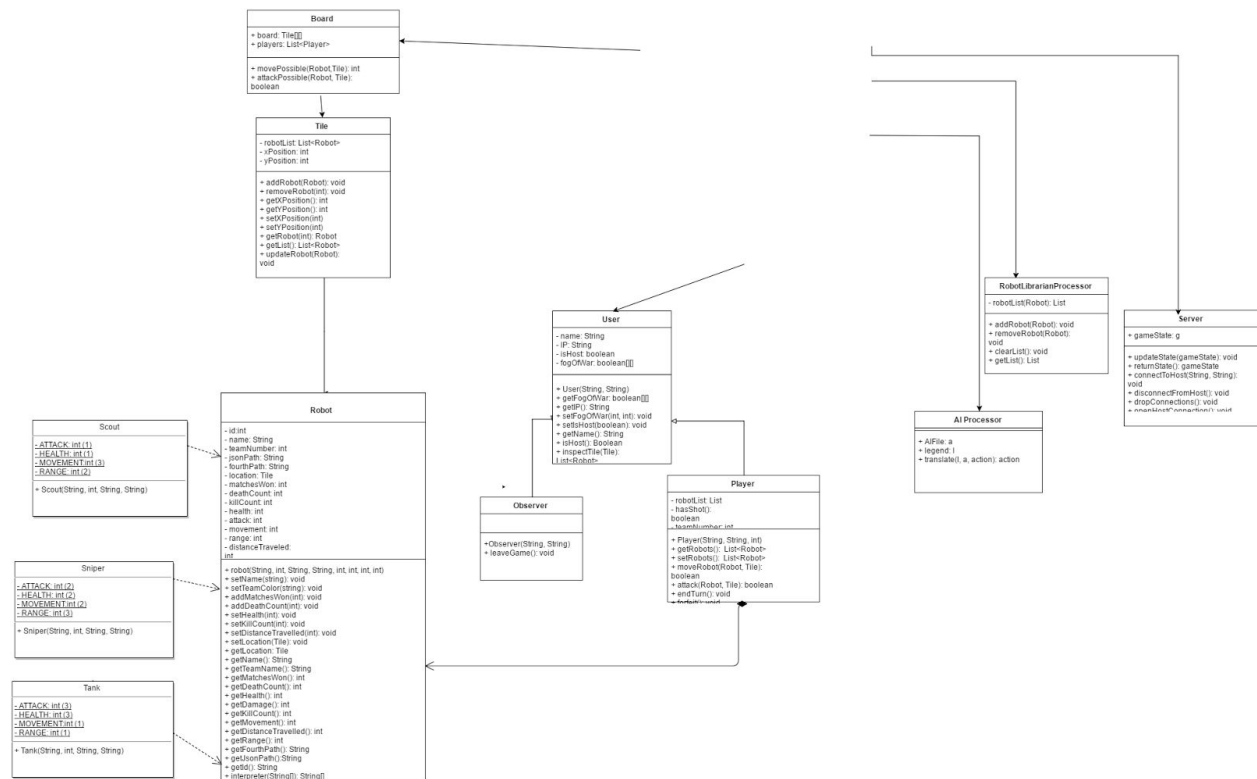 Board
+ board: Tile[][]
+ players: List<Player>
+ movePossible(Robot,Tile): int
+ attackPossible(Robot, Tile):
boolean
Tile
- robotList: List<Robot>
- xPosition: int
- yPosition: int
+ addRobot(Robot): void
+ removeRobot(int): void
+ getXPosition(): int
+ getYPosition(): int
+ setXPosition(int)
+ setYPosition(int)
+ getRobot(int): Robot
+ getList(): List<Robot>
+ updateRobot(Robot):
void
User
- name: String
- IP: String
- isHost: boolean
- fogOfWar: boolean[][]
+ User(String, String)
+ getFogOfWar: boolean[][]
+ getIP(): String
+ setFogOfWar(int, int): void
+ setIsHost(boolean): void
+ getName(): String
+ isHost(): Boolean
+ inspectTile(Tile):
List<Robot>
RobotLibrarianProcessor
- robotList(Robot): List
+ addRobot(Robot): void
+ removeRobot(Robot):
void
+ clearList(): void
+ getList(): List
Server
+ gameState: g
+ updateState(gameState): void
+ returnState(): gameState
+ connectToHost(String, String):
void
+ disconnectFromHost(): void
+ dropConnections(): void
+ openHostConnection(): void
AI Processor
+ AIFile: a
+ legend: l
+ translate(l, a, action): action
Scout
- ATTACK: int (1)
- HEALTH: int (1)
- MOVEMENT: int(3)
- RANGE: int(2)
+ Scout(String, int, String, String)
Sniper
- ATTACK: int (2)
- HEALTH: int (2)
- MOVEMENT:int(2)
- RANGE: int (3)
+ Sniper(String, int, String, String)
Tank
- ATTACK: int (3)
- HEALTH: int (3)
- MOVEMENT:int (1)
- RANGE: int (1)
+ Tank(String, int, String, String)
Robot
- id:int
- name: String
- teamNumber: int
- jsonPath: String
- fourthPath: String
- location: Tile
- matchesWon: int
- deathCount: int
- killCount: int
- health: int
- attack: int
- movement: int
- range: int
- distanceTraveled:
int
+ robot(String, int, String, String, int, int, int, int)
+ setName(string): void
+ setTeamColor(string): void
+ addMatchesWon(int): void
+ addDeathCount(int): void
+ setHealth(int): void
+ setKillCount(int): void
+ setDistanceTravelled(int): void
+ setLocation(Tile): void
+ getLocation: Tile
+ getName(): String
+ getTeamName(): String
+ getMatchesWon(): int
+ getDeathCount(): int
+ getHealth(): int
+ getDamage(): int
+ getKillCount(): int
+ getMovement(): int
+ getDistanceTravelled(): int
+ getRange(): int
+ getFourthPath(): String
+ getJsonPath():String
+ getId(): String
+ interpreter(String[]): String[]
Observer
+Observer(String, String)
+ leaveGame(): void
Player
- robotList: List
- hasShot():
boolean
- teamNumber: int
+ Player(String, String, int)
+ getRobots(): List<Robot>
+ setRobots(): List<Robot>
+ moveRobot(Robot, Tile):
boolean
+ attack(Robot, Tile): boolean
+ endTurn(): void
+ forfeit(): void